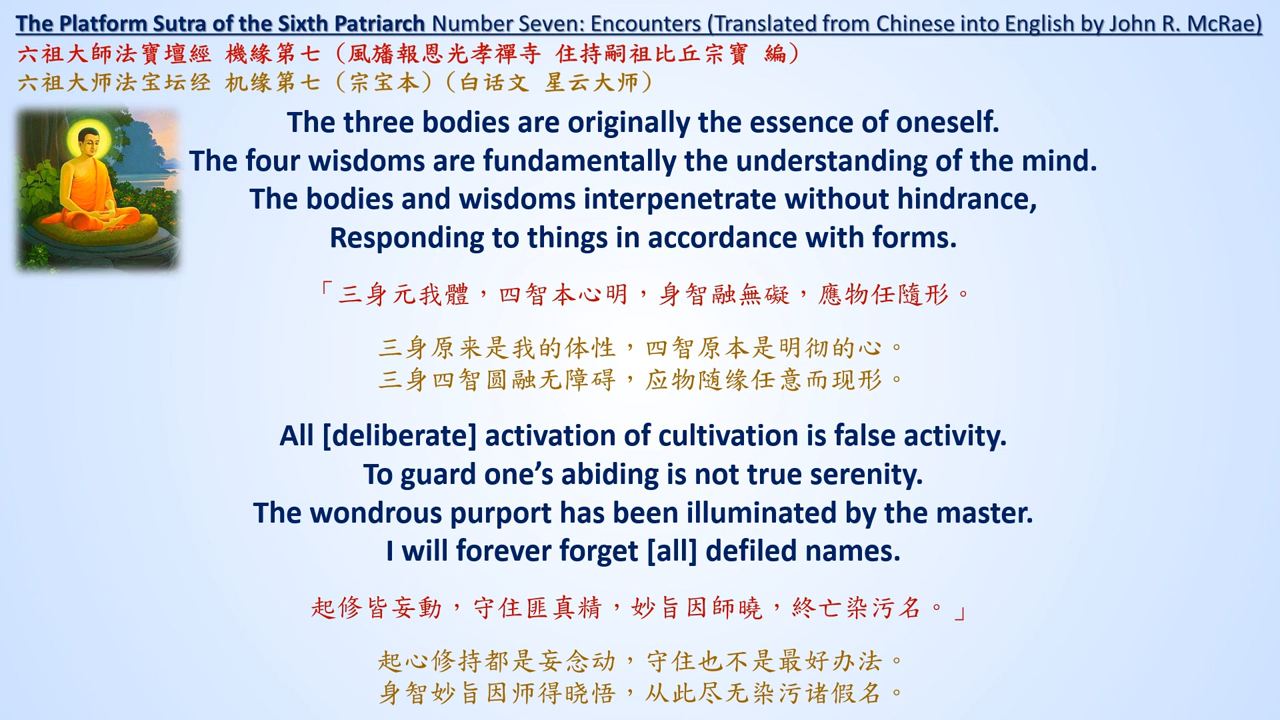 The Platform Sutra of the Sixth Patriarch Number Seven: Encounters (Translated from Chinese into English by John R. McRae)
六祖大師法寶壇經 機緣第七（風旛報恩光孝禪寺 住持嗣祖比丘宗寶 編）
六祖大师法宝坛经 机缘第七（宗宝本）（白话文 星云大师）
The three bodies are originally the essence of oneself.
The four wisdoms are fundamentally the understanding of the mind.
The bodies and wisdoms interpenetrate without hindrance,
Responding to things in accordance with forms.
「三身元我體，四智本心明，身智融無礙，應物任隨形。
三身原来是我的体性，四智原本是明彻的心。
三身四智圆融无障碍，应物随缘任意而现形。
All [deliberate] activation of cultivation is false activity.
To guard one’s abiding is not true serenity.
The wondrous purport has been illuminated by the master.
I will forever forget [all] defiled names.
起修皆妄動，守住匪真精，妙旨因師曉，終亡染污名。」
起心修持都是妄念动，守住也不是最好办法。
身智妙旨因师得晓悟，从此尽无染污诸假名。